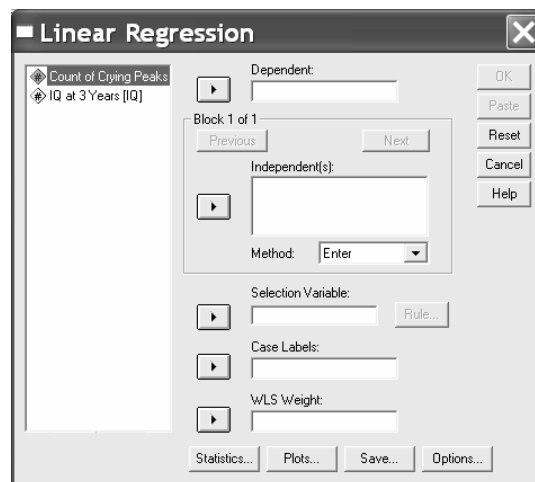 Linear Regression
Count of Crying Peaks
IQ at 3 Years [IQ]
Dependent:
Block 1 of 1
Previous
Next
Independent(s):
Method:
Enter
Selection Variable:
Rule...
Case Labels:
WLS Weight:
Statistics...
Plots...
Save...
Options...
OK
Paste
Reset
Cancel
Help